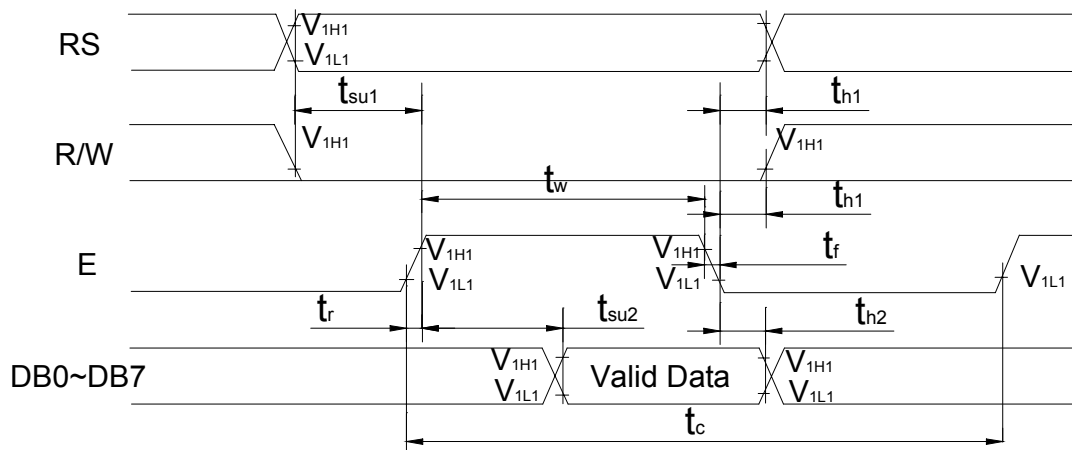 RS
V1H1
V1L1
tsu1
th1
R/W
V1H1
V1H1
tw
th1
E
V1H1
V1L1
V1H1
V1L1
tf
V1L1
tr
tsu2
th2
DB0~DB7
V1H1
V1L1
Valid Data
V1H1
V1L1
tc